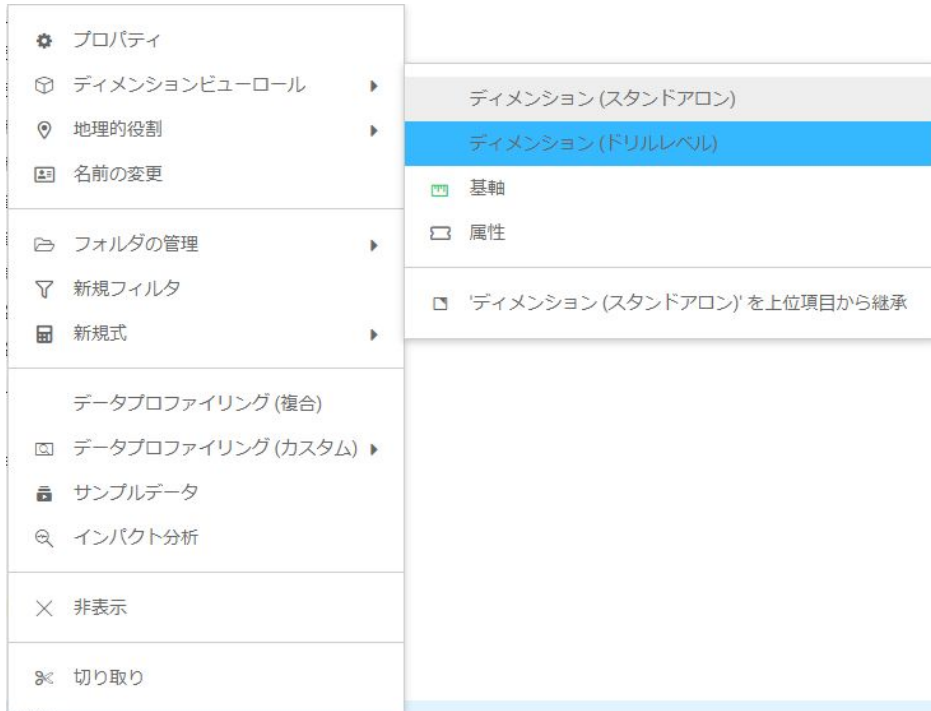 プロパティ
ディメンションビューロール
地理的役割
名前の変更
フォルダの管理
新規フィルタ
新規式
データプロファイリング (複合)
データプロファイリング (カスタム)
サンプルデータ
インパクト分析
非表示
切り取り
ディメンション (スタンドアロン)
ディメンション (ドリルレベル)
基軸
属性
'ディメンション (スタンドアロン)' を上位項目から継承